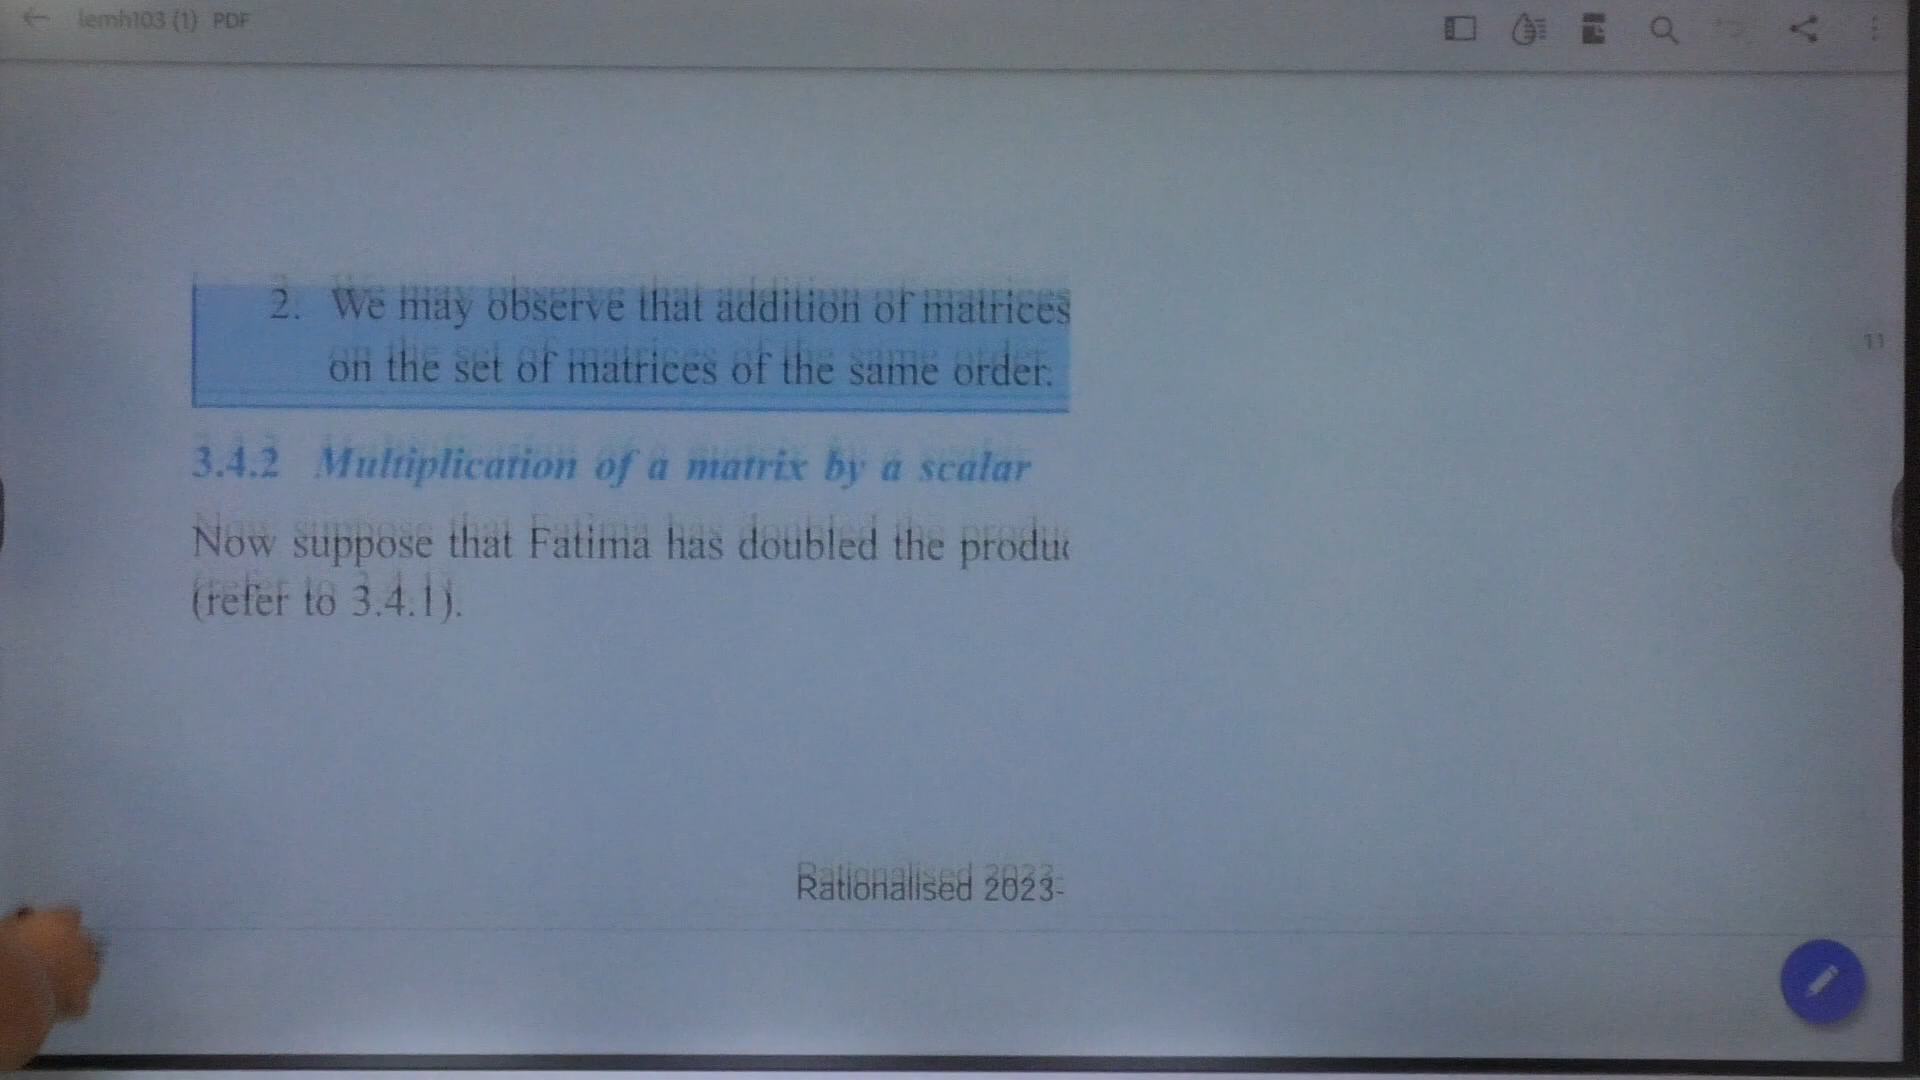 lemh103 (1) PDF
11
2. We may observe that addition of matrices
on the set of matrices of the same order.
3.4.2 Multiplication of a matrix by a scalar
Now suppose that Fatima has doubled the produc
(refer to 3.4.1).
Rationalised 2023-